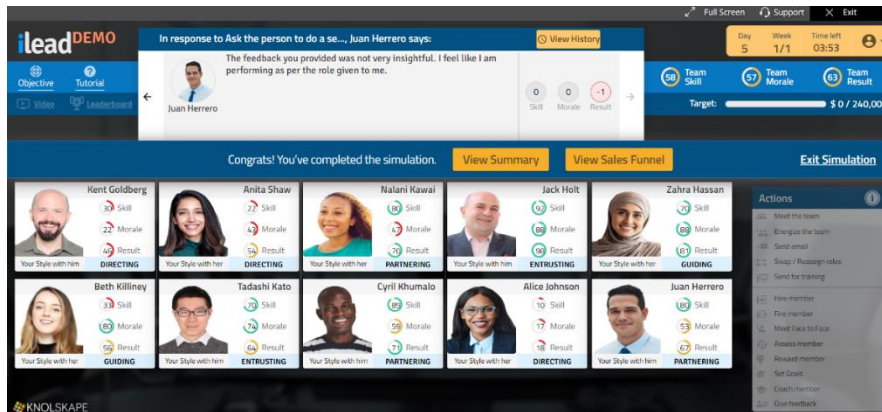 Full Screen Support Exit
ileadDEMO
In response to Ask the person to do a se..., Juan Herrero says:
View History
Day Week Time left
5 1/1 03:53
The feedback you provided was not very insightful. I feel like I am
performing as per the role given to me.
Juan Herrero
0 0 -1
Skill Morale Result
Objective Tutorial
Video Leaderboard
58 Team Skill 57 Team Morale 63 Team Result
Target: $ 0 / 240,00
Congrats! You've completed the simulation. View Summary View Sales Funnel Exit Simulation
Kent Goldberg
30 Skill
22 Morale
46 Result
Your Style with him DIRECTING
Anita Shaw
22 Skill
43 Morale
54 Result
Your Style with her DIRECTING
Nalani Kawai
80 Skill
47 Morale
70 Result
Your Style with her PARTNERING
Jack Holt
92 Skill
88 Morale
96 Result
Your Style with him ENTRUSTING
Zahra Hassan
70 Skill
88 Morale
81 Result
Your Style with her GUIDING
Beth Killiney
33 Skill
80 Morale
56 Result
Your Style with her GUIDING
Tadashi Kato
70 Skill
74 Morale
64 Result
Your Style with him ENTRUSTING
Cyril Khumalo
89 Skill
59 Morale
71 Result
Your Style with him PARTNERING
Alice Johnson
10 Skill
17 Morale
18 Result
Your Style with her DIRECTING
Juan Herrero
80 Skill
53 Morale
67 Result
Your Style with him PARTNERING
Actions
Meet the team
Energize the team
Send email
Swap / Reassign roles
Send for training
Hire member
Fire member
Meet Face to Face
Assess member
Reward member
Set Goals
Coach member
Give feedback
KNOLSKAPE